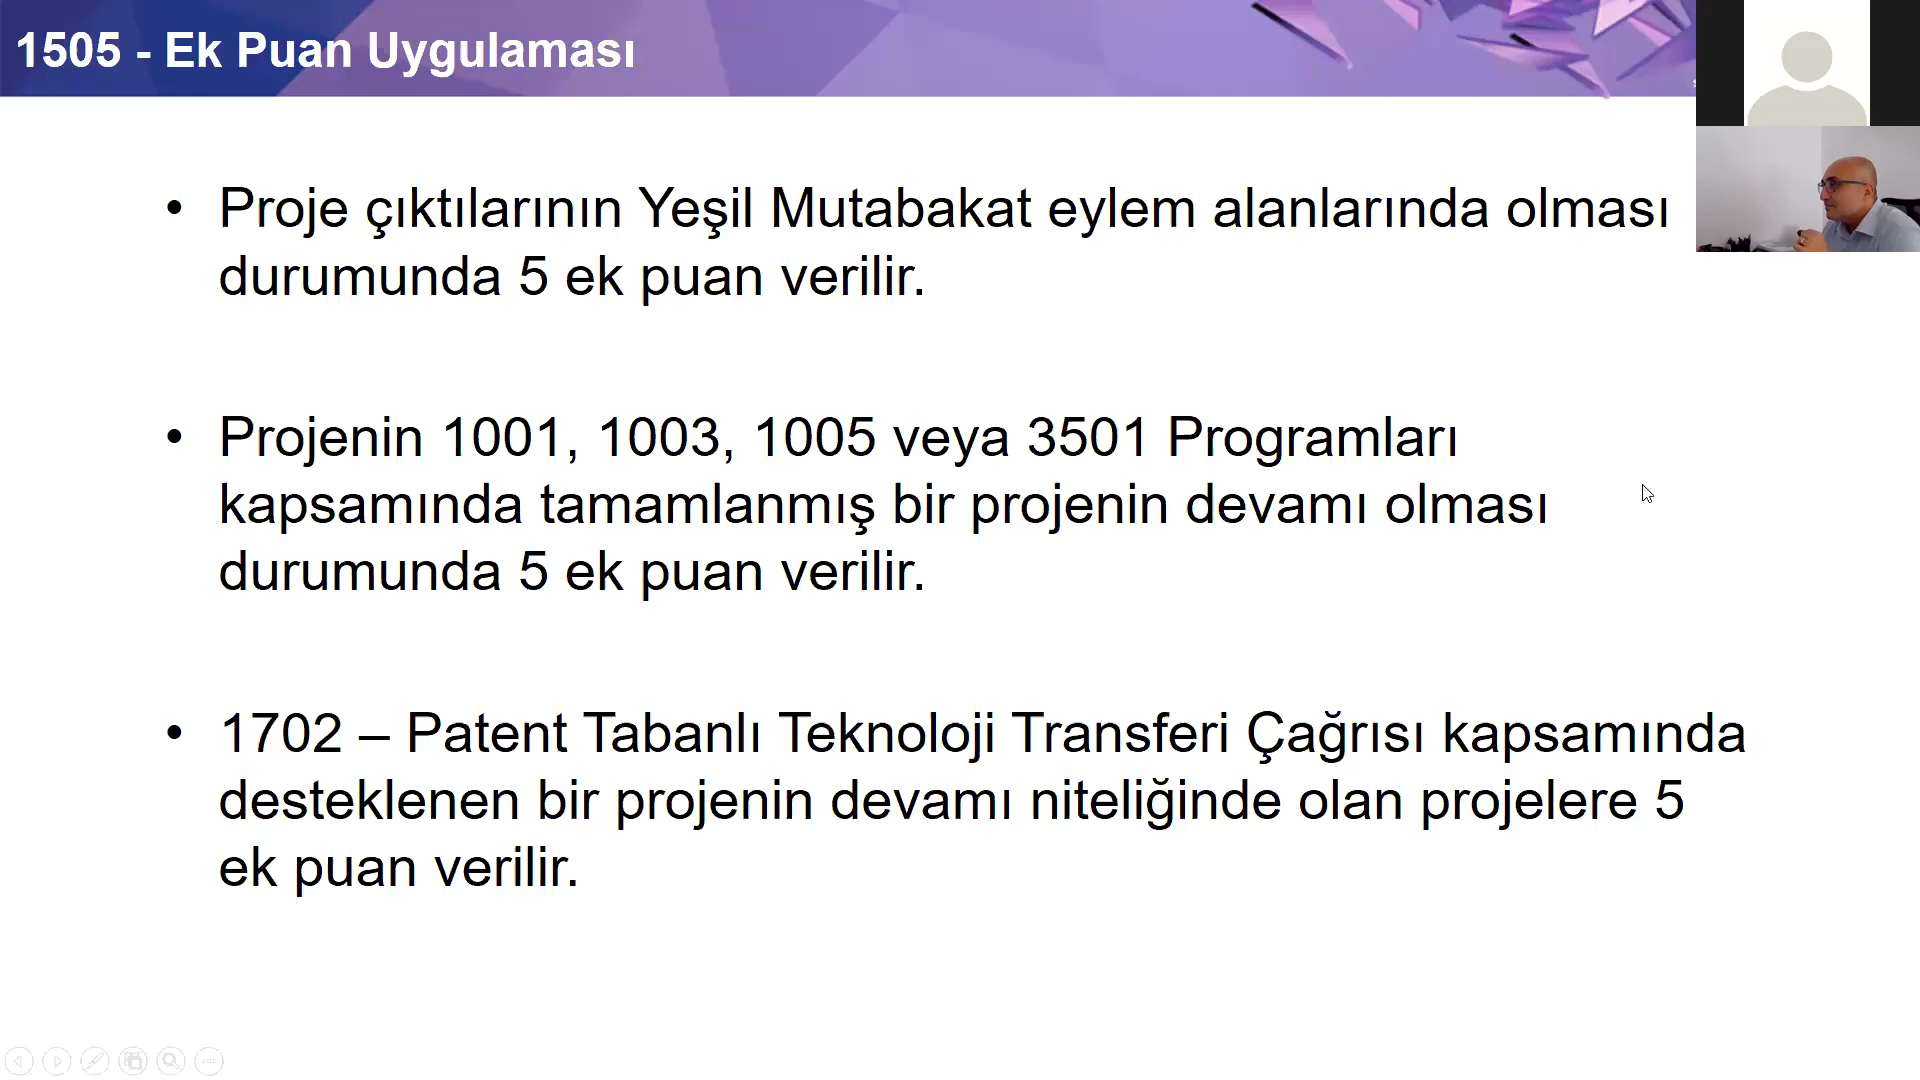 1505 - Ek Puan Uygulaması
• Proje çıktılarının Yeşil Mutabakat eylem alanlarında olması
durumunda 5 ek puan verilir.
• Projenin 1001, 1003, 1005 veya 3501 Programları
kapsamında tamamlanmış bir projenin devamı olması
durumunda 5 ek puan verilir.
• 1702 – Patent Tabanlı Teknoloji Transferi Çağrısı kapsamında
desteklenen bir projenin devamı niteliğinde olan projelere 5
ek puan verilir.